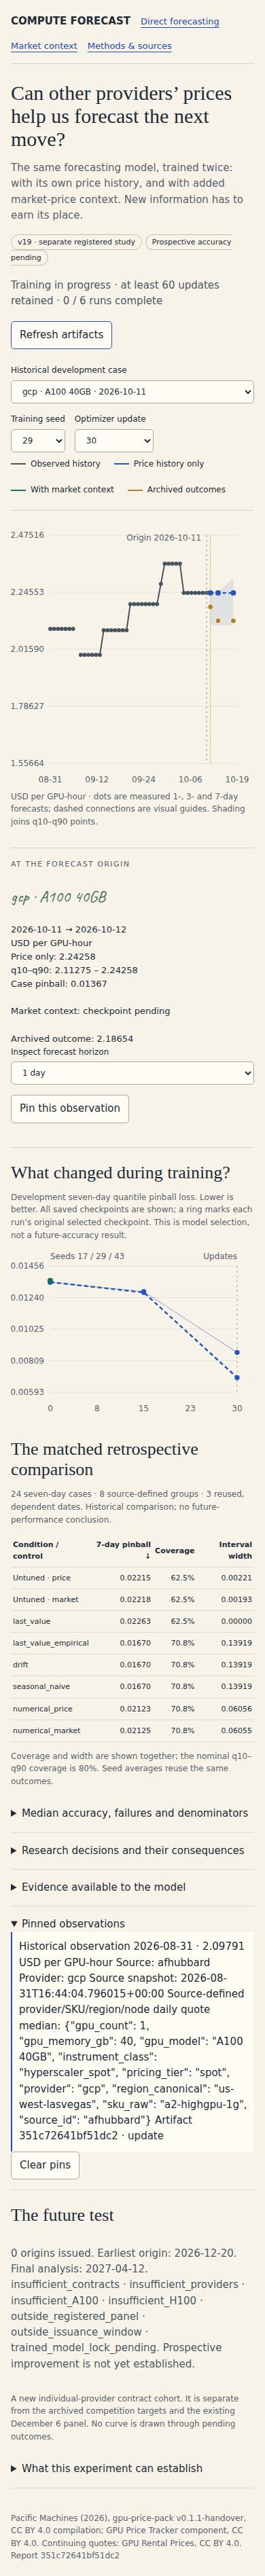 COMPUTE FORECAST Direct forecasting
Market context Methods & sources
Can other providers’ prices
help us forecast the next
move?
The same forecasting model, trained twice:
with its own price history, and with added
market-price context. New information has to
earn its place.
v19 · separate registered study Prospective accuracy
pending
Training in progress · at least 60 updates
retained · 0 / 6 runs complete
Refresh artifacts
Historical development case
gcp · A100 40GB · 2026-10-11
Training seed Optimizer update
29 30
Observed history Price history only
With market context Archived outcomes
2.47516
Origin 2026-10-11
2.24553
2.01590
1.78627
1.55664
08-31 09-12 09-24 10-06 10-19
USD per GPU-hour · dots are measured 1-, 3- and 7-day
forecasts; dashed connections are visual guides. Shading
joins q10–q90 points.
AT THE FORECAST ORIGIN
gcp · A100 40GB
2026-10-11 → 2026-10-12
USD per GPU-hour
Price only: 2.24258
q10–q90: 2.11275 – 2.24258
Case pinball: 0.01367
Market context: checkpoint pending
Archived outcome: 2.18654
Inspect forecast horizon
1 day
Pin this observation
What changed during training?
Development seven-day quantile pinball loss. Lower is
better. All saved checkpoints are shown; a ring marks each
run’s original selected checkpoint. This is model selection,
not a future-accuracy result.
Seeds 17 / 29 / 43 Updates
0.01456
0.01240
0.01025
0.00809
0.00593
0 8 15 23 30
The matched retrospective
comparison
24 seven-day cases · 8 source-defined groups · 3 reused,
dependent dates. Historical comparison; no future-
performance conclusion.
Condition / 7-day pinball Coverage Interval
control ↓ width
Untuned · price 0.02215 62.5% 0.00221
Untuned · market 0.02218 62.5% 0.00193
last_value 0.02263 62.5% 0.00000
last_value_empirical 0.01670 70.8% 0.13919
drift 0.01670 70.8% 0.13919
seasonal_naive 0.01670 70.8% 0.13919
numerical_price 0.02123 70.8% 0.06056
numerical_market 0.02125 70.8% 0.06055
Coverage and width are shown together; the nominal q10–
q90 coverage is 80%. Seed averages reuse the same
outcomes.
Median accuracy, failures and denominators
Research decisions and their consequences
Evidence available to the model
Pinned observations
Historical observation 2026-08-31 · 2.09791
USD per GPU-hour Source: afhubbard
Provider: gcp Source snapshot: 2026-08-
31T16:44:04.796015+00:00 Source-defined
provider/SKU/region/node daily quote
median: {"gpu_count": 1,
"gpu_memory_gb": 40, "gpu_model": "A100
40GB", "instrument_class":
"hyperscaler_spot", "pricing_tier": "spot",
"provider": "gcp", "region_canonical": "us-
west-lasvegas", "sku_raw": "a2-highgpu-1g",
"source_id": "afhubbard"} Artifact
351c72641bf51dc2 · update
Clear pins
The future test
0 origins issued. Earliest origin: 2026-12-20.
Final analysis: 2027-04-12.
insufficient_contracts · insufficient_providers ·
insufficient_A100 · insufficient_H100 ·
outside_registered_panel ·
outside_issuance_window ·
trained_model_lock_pending. Prospective
improvement is not yet established.
A new individual-provider contract cohort. It is separate
from the archived competition targets and the existing
December 6 panel. No curve is drawn through pending
outcomes.
What this experiment can establish
Pacific Machines (2026), gpu-price-pack v0.1.1-handover,
CC BY 4.0 compilation; GPU Price Tracker component, CC
BY 4.0. Continuing quotes: GPU Rental Prices, CC BY 4.0.
Report 351c72641bf51dc2